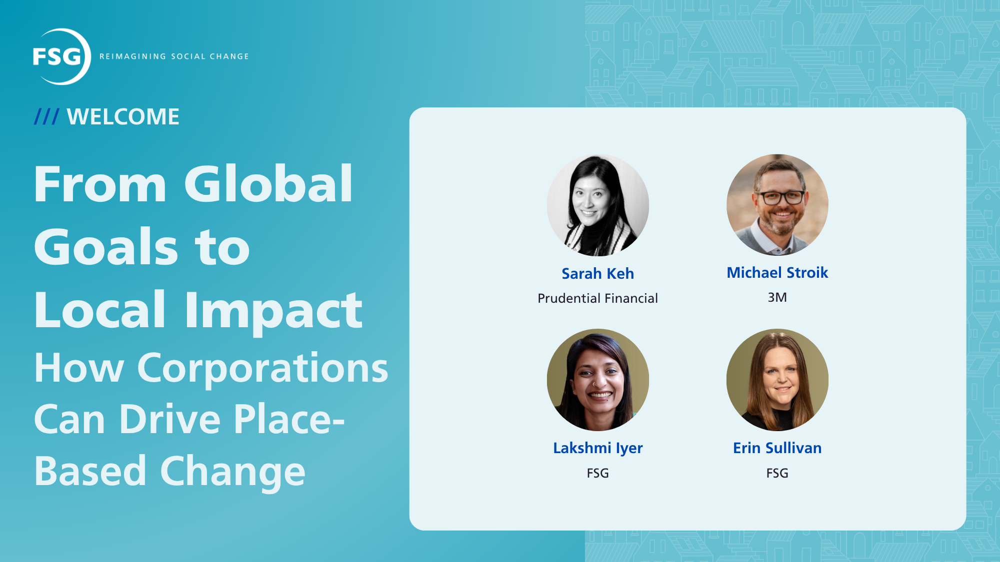 FSG REIMAGINING SOCIAL CHANGE
/// WELCOME
From Global
Goals to
Local Impact
How Corporations
Can Drive Place-
Based Change
Sarah Keh
Prudential Financial
Michael Stroik
3M
Lakshmi Iyer
FSG
Erin Sullivan
FSG